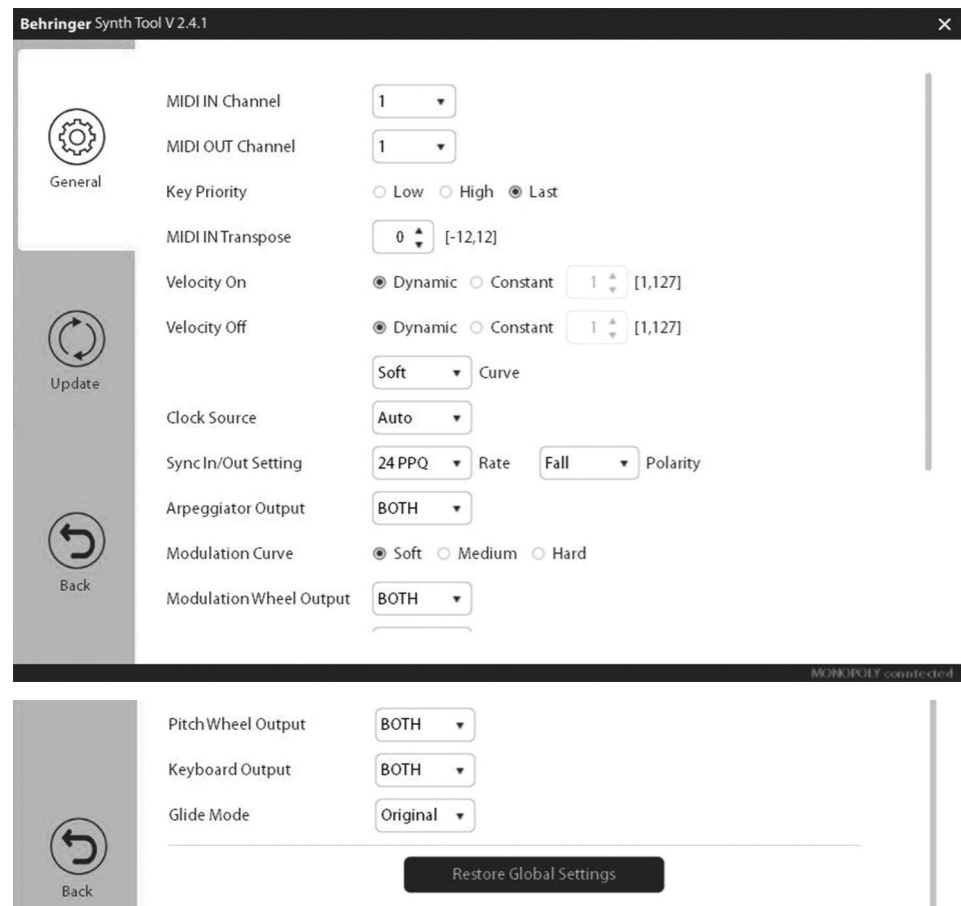 Behringer Synth Tool V 2.4.1
General
Update
Back
MIDI IN Channel 1
MIDI OUT Channel 1
Key Priority Low High Last
MIDI IN Transpose 0 [-12,12]
Velocity On Dynamic Constant 1 [1,127]
Velocity Off Dynamic Constant 1 [1,127]
Soft Curve
Clock Source Auto
Sync In/Out Setting 24 PPQ Rate Fall Polarity
Arpeggiator Output BOTH
Modulation Curve Soft Medium Hard
Modulation Wheel Output BOTH
MONOPOLY conntected
Pitch Wheel Output BOTH
Keyboard Output BOTH
Glide Mode Original
Back
Restore Global Settings